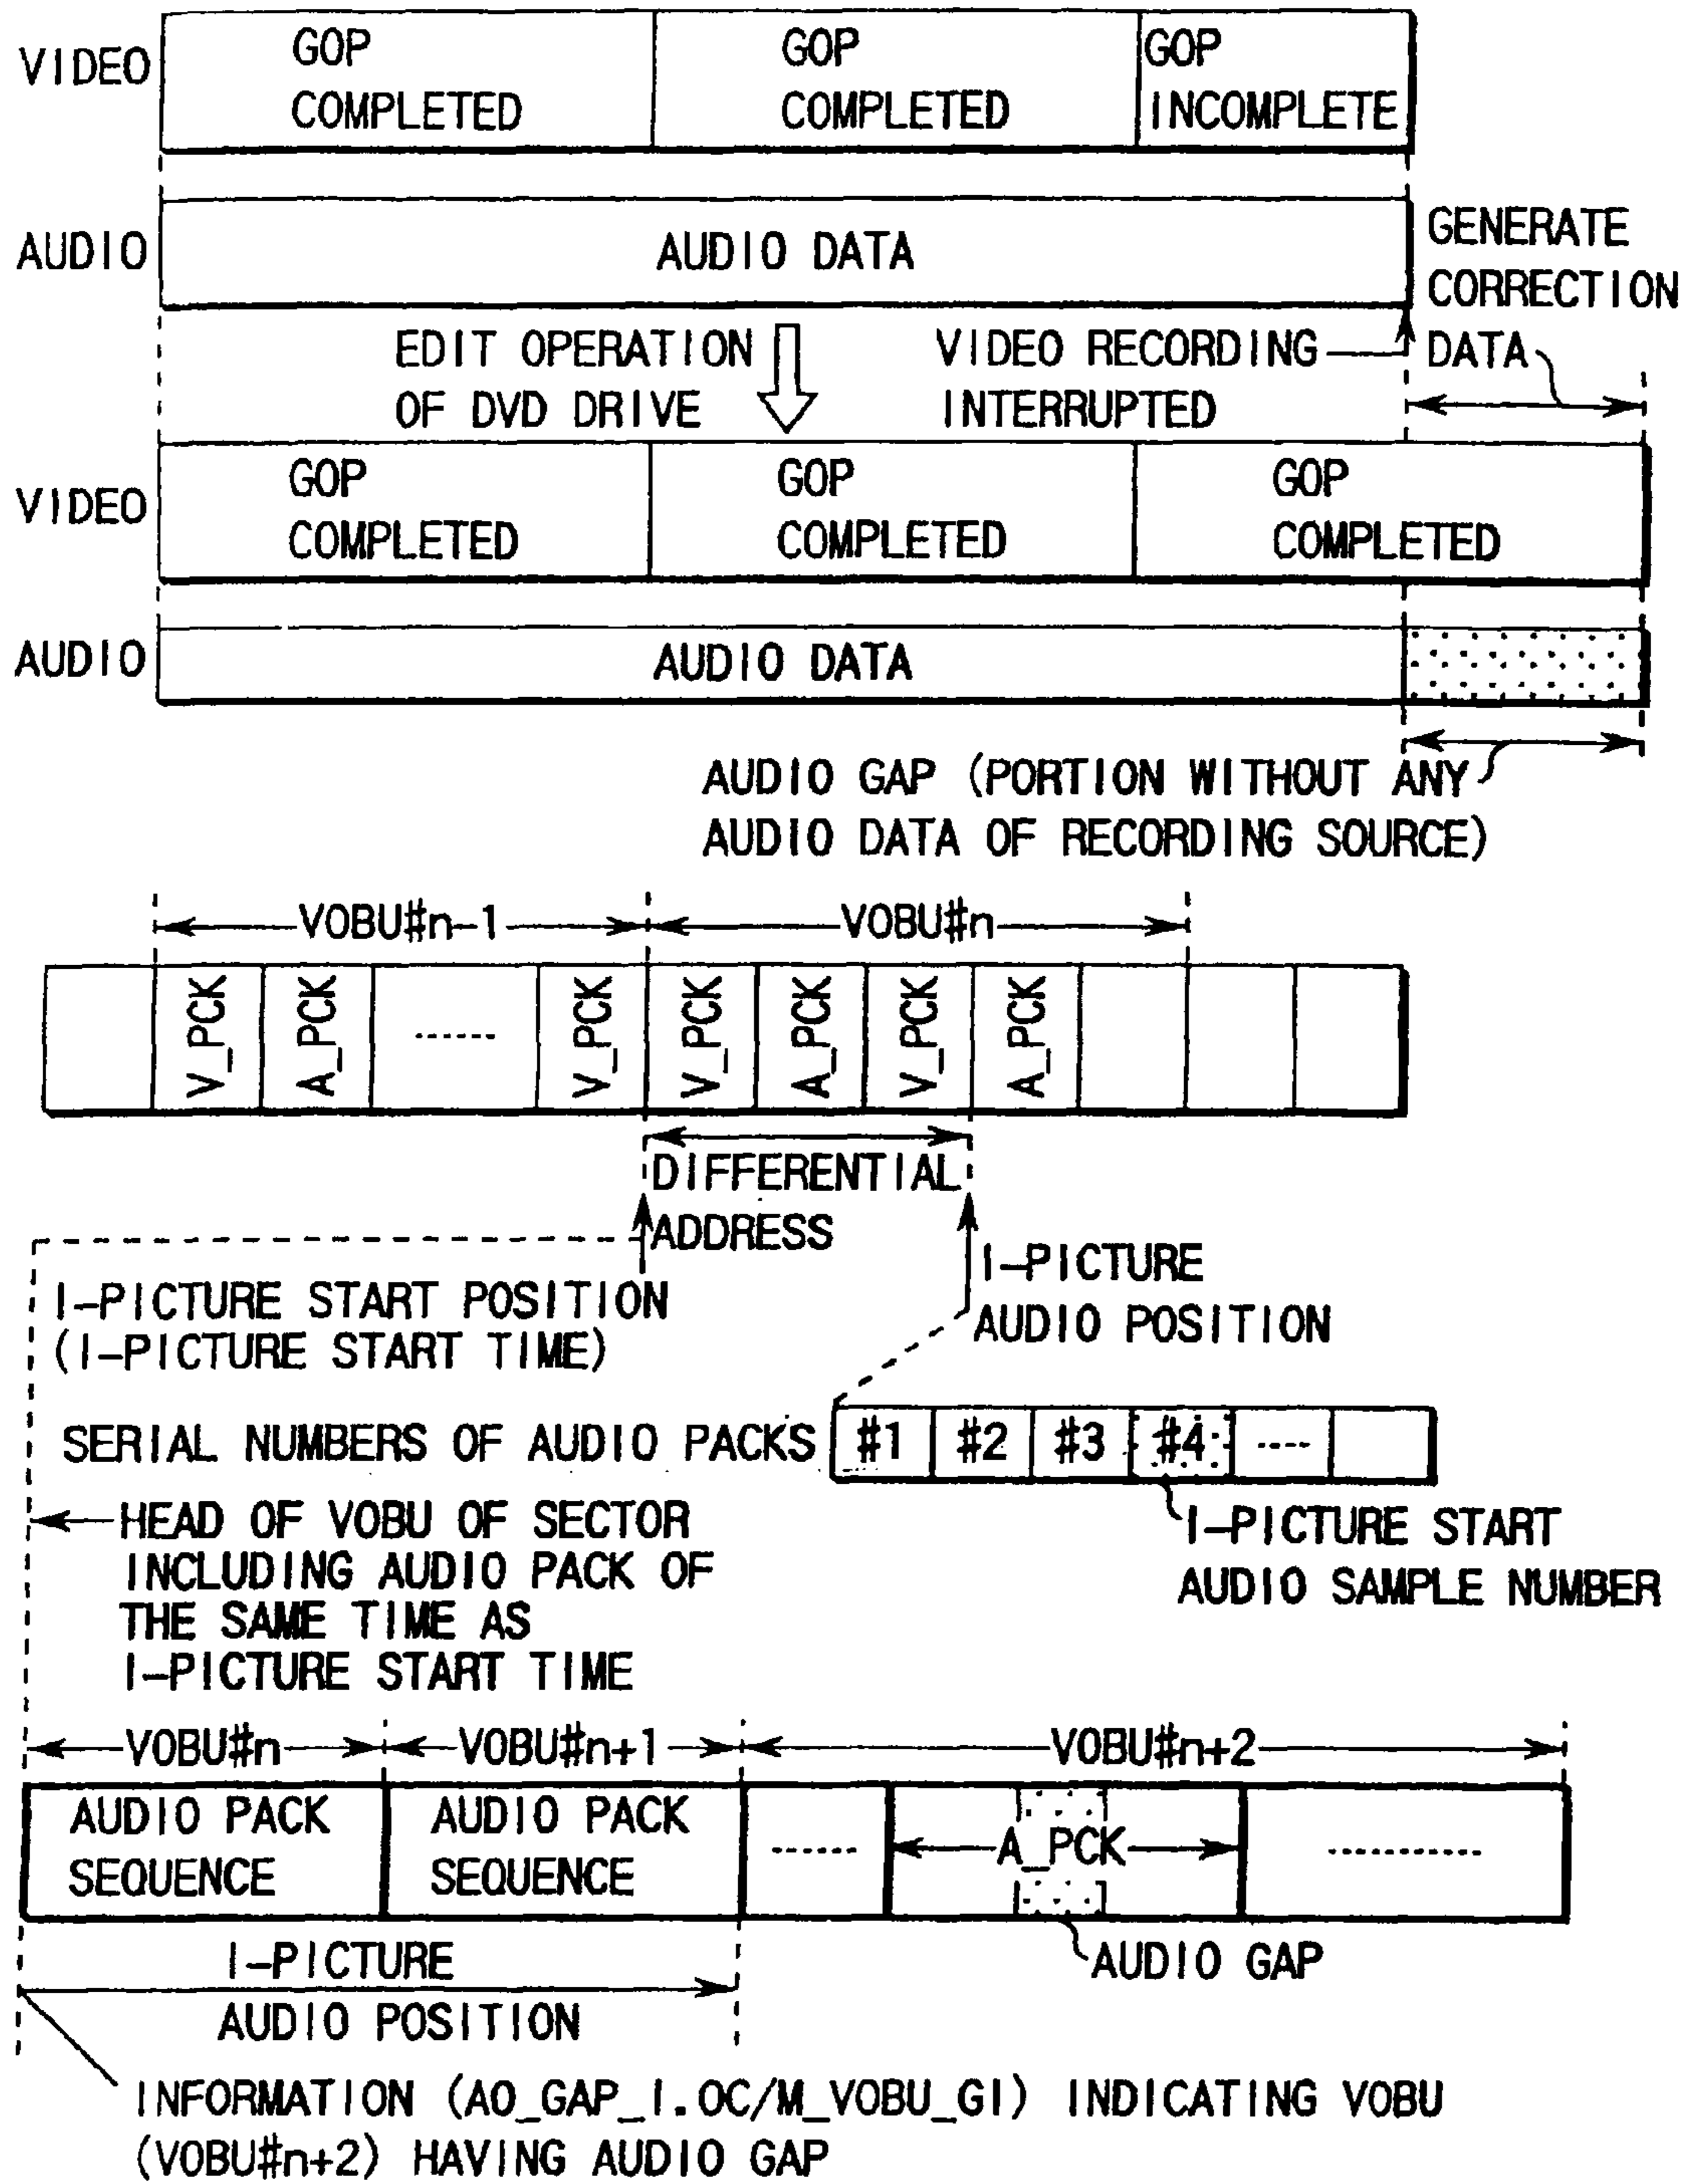 VIDEO
GOP
COMPLETED
GOP
COMPLETED
GOP
INCOMPLETE
AUDIO
AUDIO DATA
GENERATE
CORRECTION
DATA
EDIT OPERATION
OF DVD DRIVE
VIDEO RECORDING
INTERRUPTED
VIDEO
GOP
COMPLETED
GOP
COMPLETED
GOP
COMPLETED
AUDIO
AUDIO DATA
AUDIO GAP (PORTION WITHOUT ANY
AUDIO DATA OF RECORDING SOURCE)
VOBU#n-1
VOBU#n
V_PCK
A_PCK
V_PCK
V_PCK
A_PCK
V_PCK
A_PCK
DIFFERENTIAL
ADDRESS
I-PICTURE START POSITION
(I-PICTURE START TIME)
I-PICTURE
AUDIO POSITION
SERIAL NUMBERS OF AUDIO PACKS
#1
#2
#3
#4
I-PICTURE START
AUDIO SAMPLE NUMBER
HEAD OF VOBU OF SECTOR
INCLUDING AUDIO PACK OF
THE SAME TIME AS
I-PICTURE START TIME
VOBU#n
VOBU#n+1
VOBU#n+2
AUDIO PACK
SEQUENCE
AUDIO PACK
SEQUENCE
A_PCK
AUDIO GAP
I-PICTURE
AUDIO POSITION
INFORMATION (A0_GAP_I.OC/M_VOBU_GI) INDICATING VOBU
(VOBU#n+2) HAVING AUDIO GAP